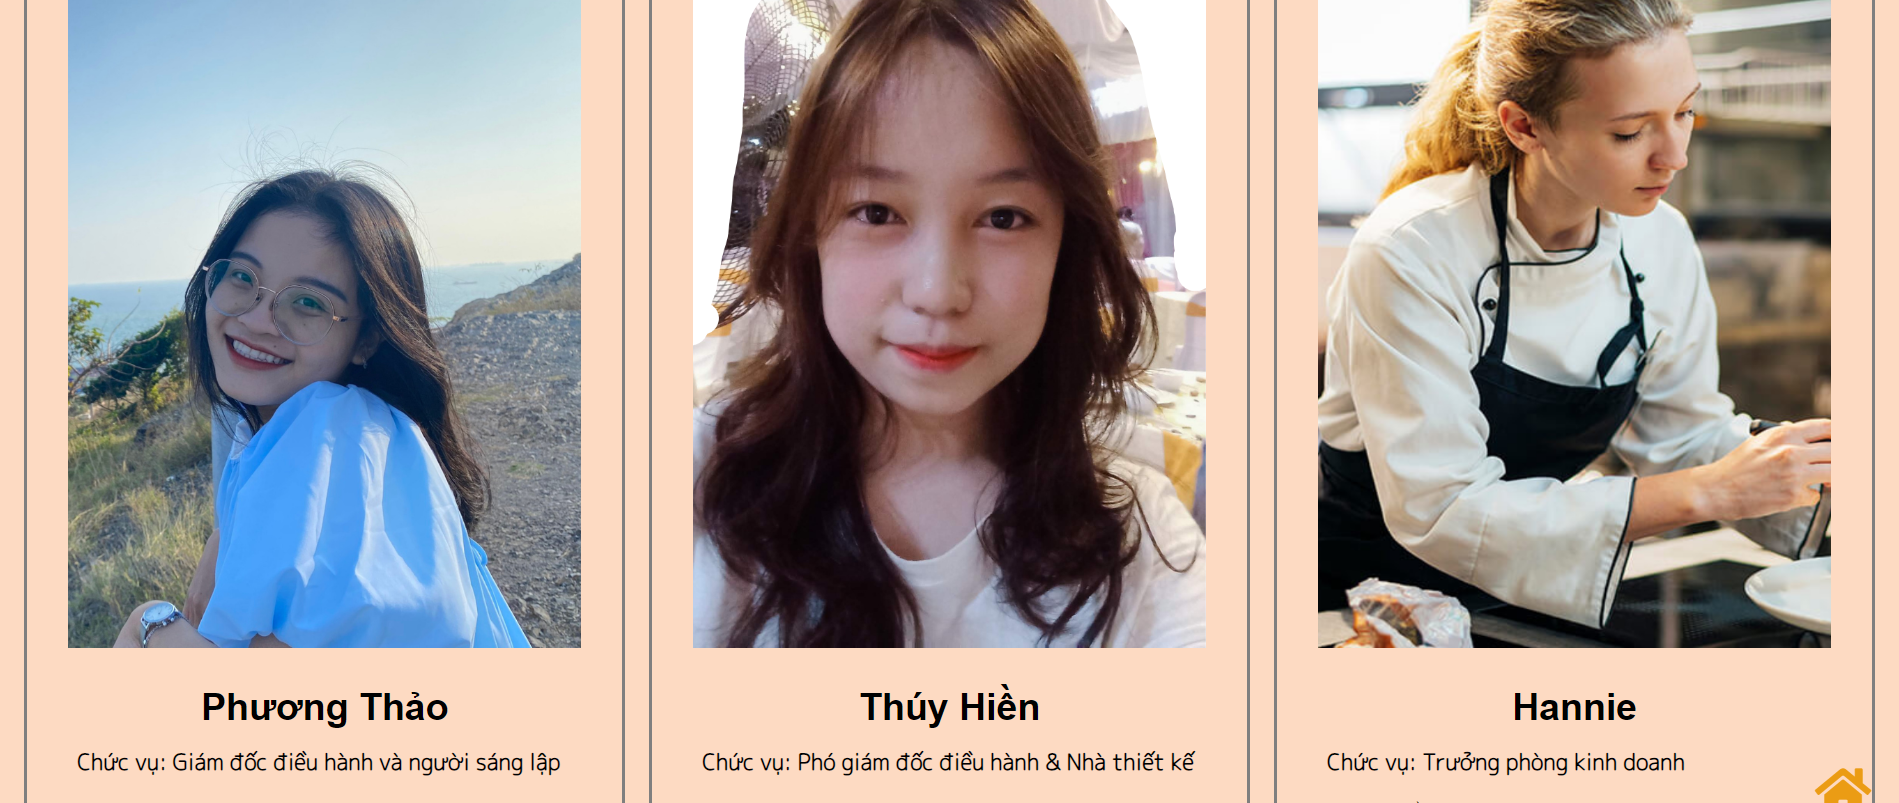 Phương Thảo
Chức vụ: Giám đốc điều hành và người sáng lập
Thúy Hiền
Chức vụ: Phó giám đốc điều hành & Nhà thiết kế
Hannie
Chức vụ: Trưởng phòng kinh doanh